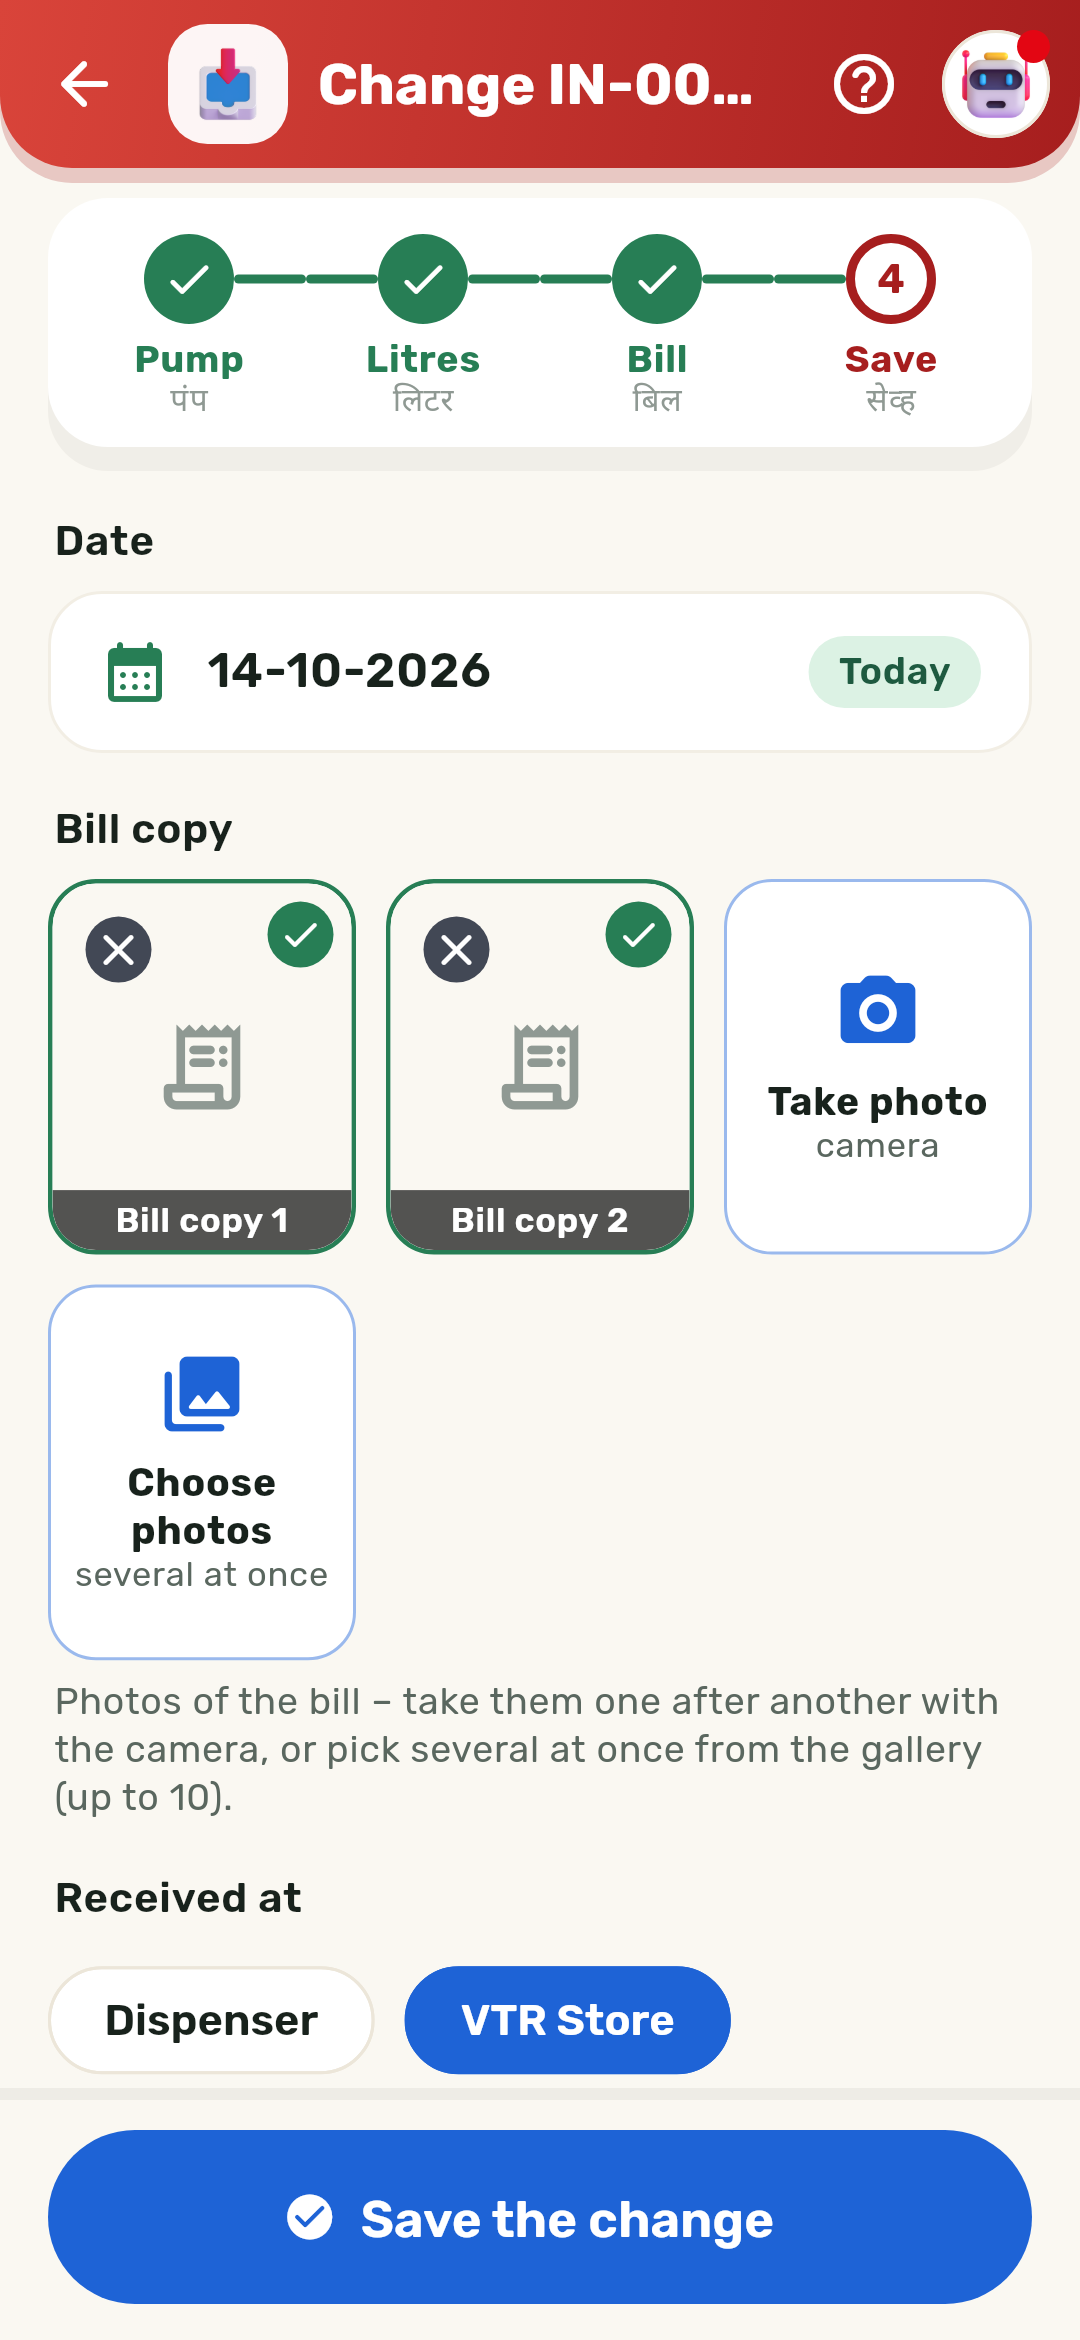 Change IN-00...
Pump
पंप
Litres
लिटर
Bill
बिल
4
Save
सेव्ह
Date
14-10-2026
Today
Bill copy
Bill copy 1
Bill copy 2
Take photo
camera
Choose
photos
several at once
Photos of the bill – take them one after another with
the camera, or pick several at once from the gallery
(up to 10).
Received at
Dispenser
VTR Store
Save the change